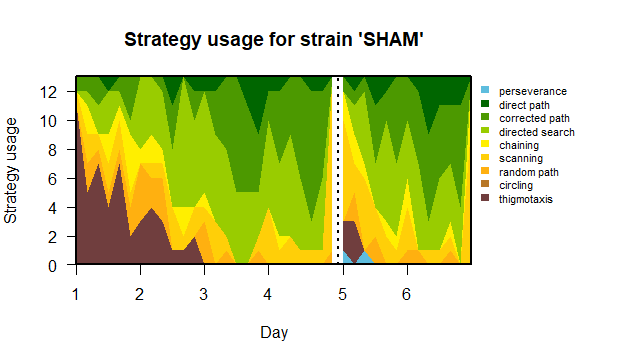 Strategy usage for strain 'SHAM'
Strategy usage
12
10
8
6
4
2
0
1
2
3
4
5
6
Day
perseverance
direct path
corrected path
directed search
chaining
scanning
random path
circling
thigmotaxis